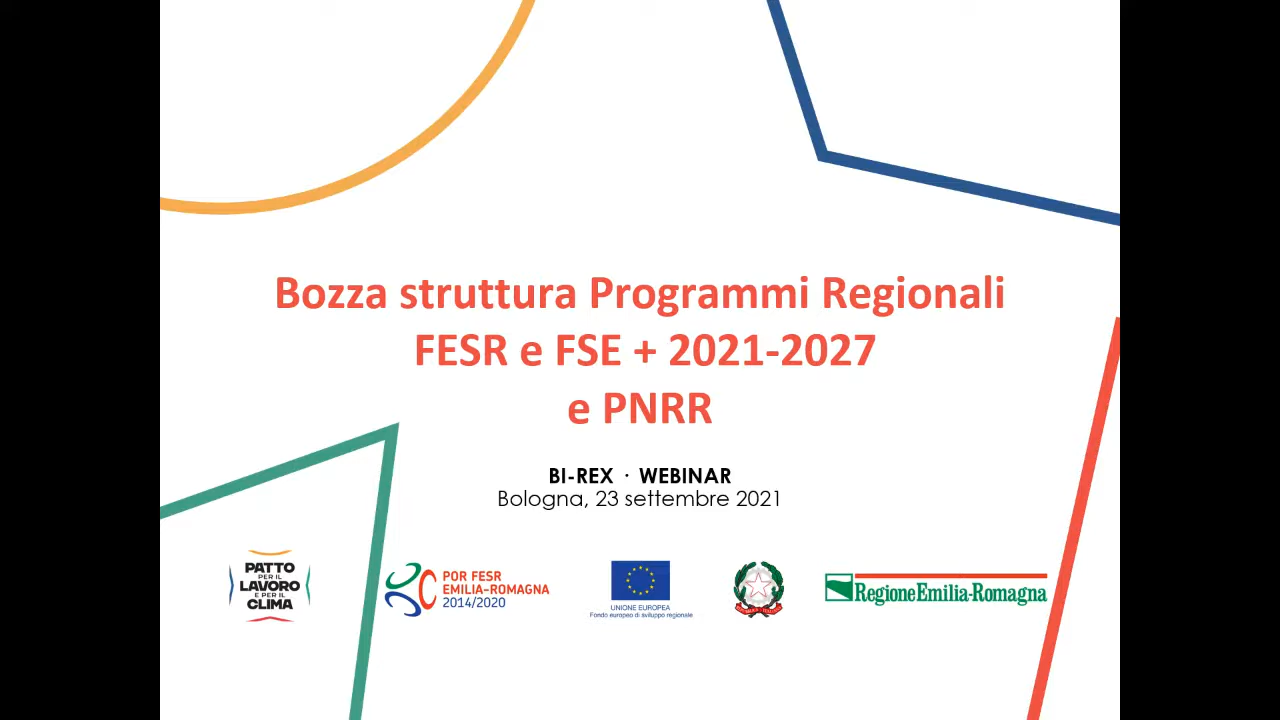 Bozza struttura Programmi Regionali
FESR e FSE + 2021-2027
e PNRR
BI-REX · WEBINAR
Bologna, 23 settembre 2021
PATTO
PER IL
LAVORO
E PER IL
CLIMA
POR FESR
EMILIA-ROMAGNA
2014/2020
UNIONE EUROPEA
Fondo europeo di sviluppo regionale
RegioneEmilia-Romagna